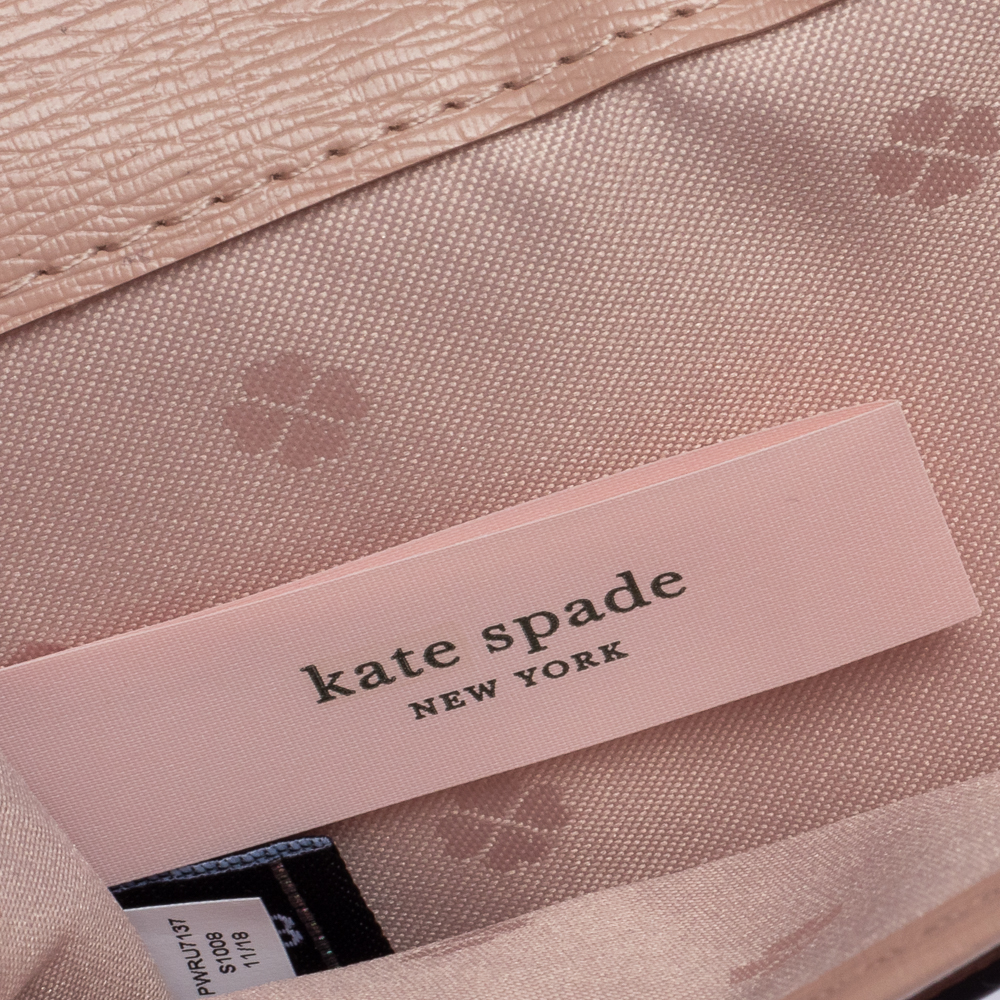 kate spade
NEW YORK
PWRU7137
S1008
11/18